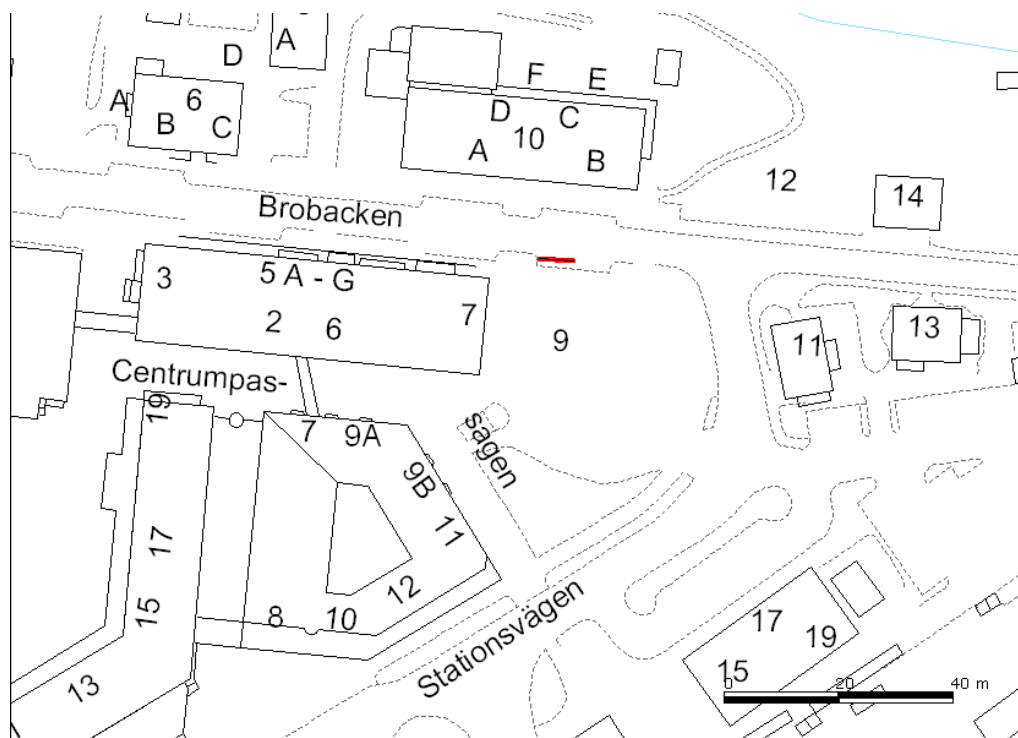 A
D
F E
A 6
B C
D C
10
A B
12
14
Brobacken
3
5 A - G
2 6
7
9
11
13
Centrumpas-
sagen
19
7
9A
9B
11
17
15
13
8
10
12
Stationsvägen
17
19
15
0 20 40 m